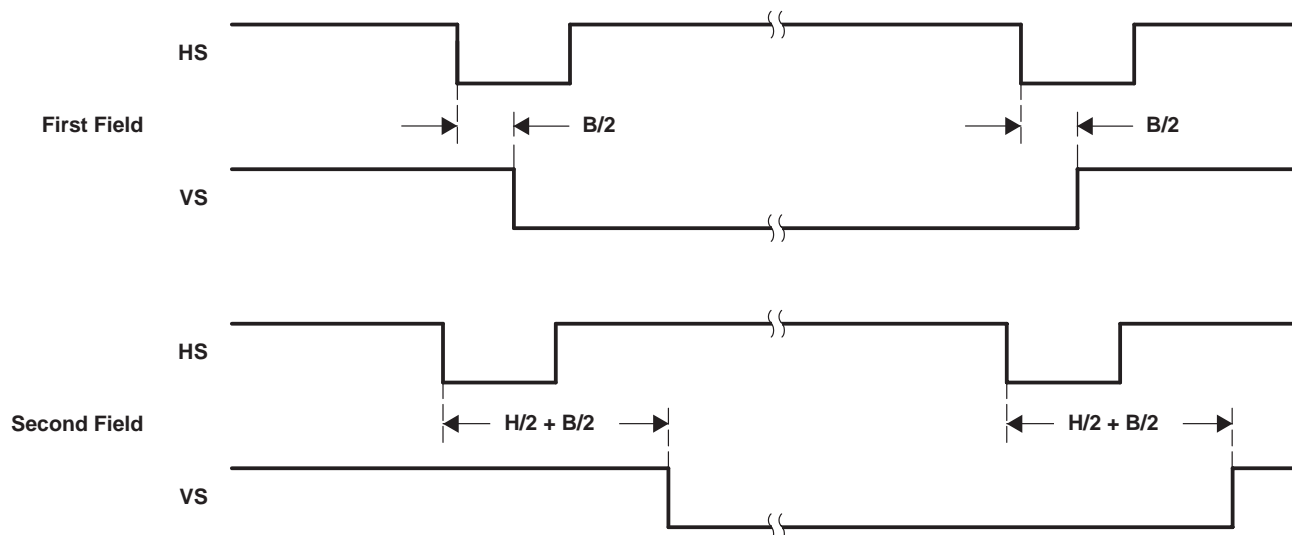 HS
First Field
B/2
B/2
VS
HS
Second Field
H/2 + B/2
H/2 + B/2
VS